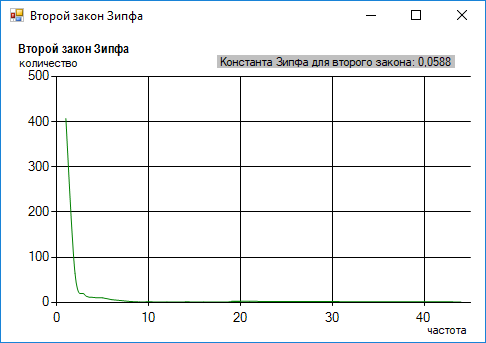 Второй закон Зипфа
Второй закон Зипфа
количество
Константа Зипфа для второго закона: 0,0588
500
400
300
200
100
0
0 10 20 30 40
частота